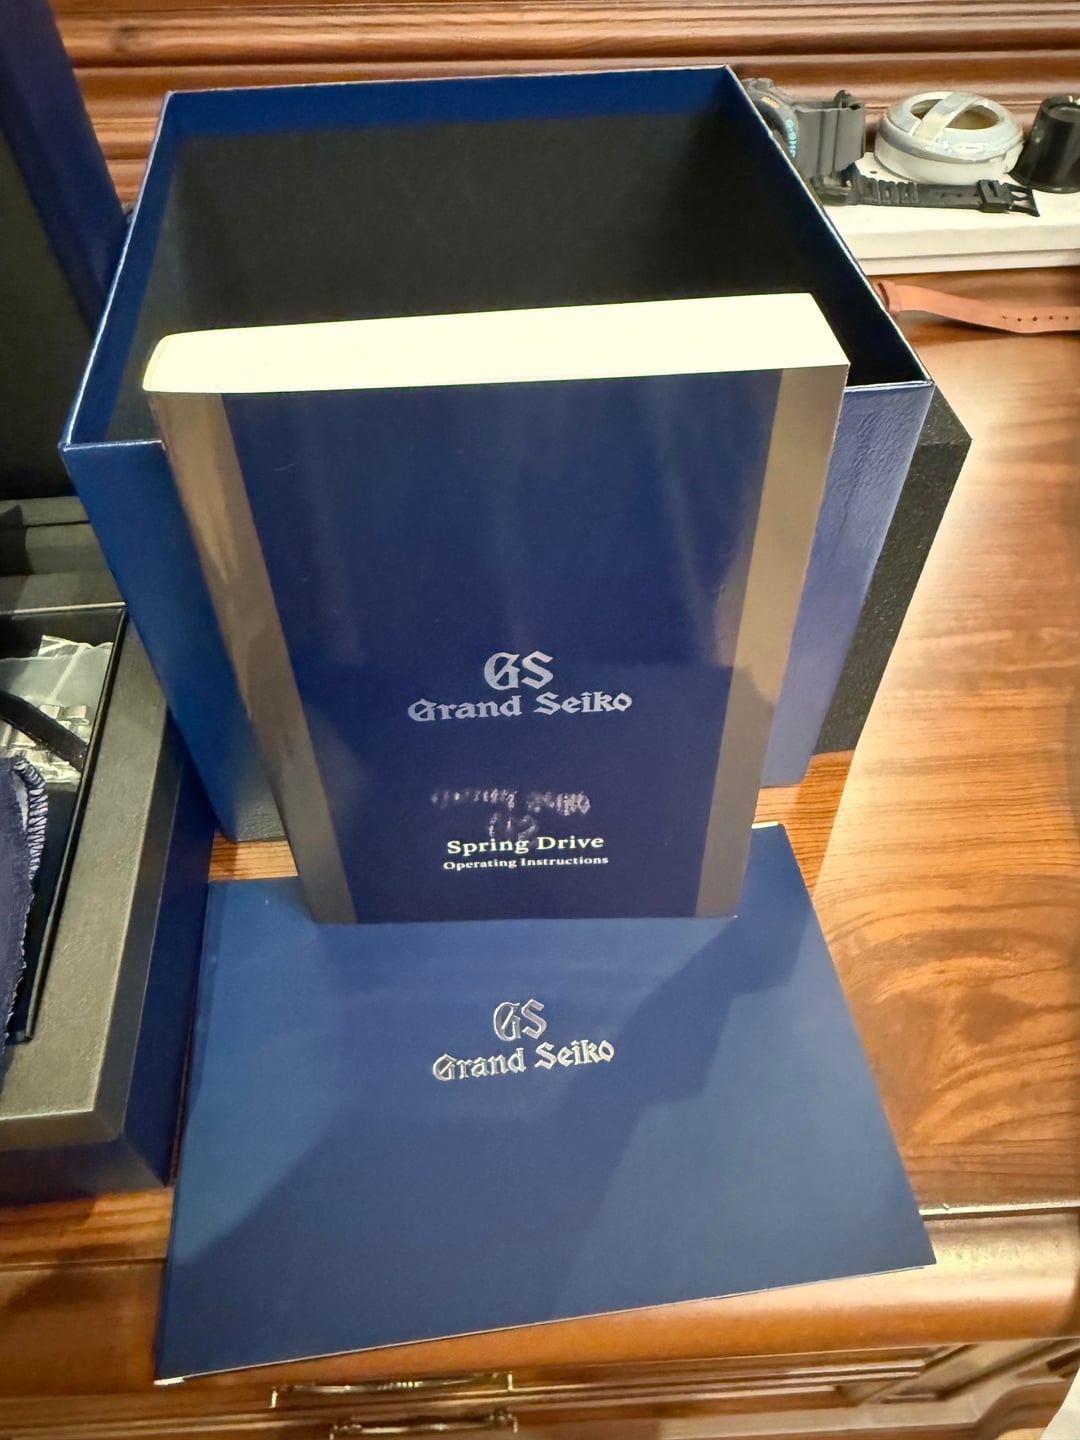 GS
Grand Seiko
Spring Drive
Operating Instructions
GS
Grand Seiko